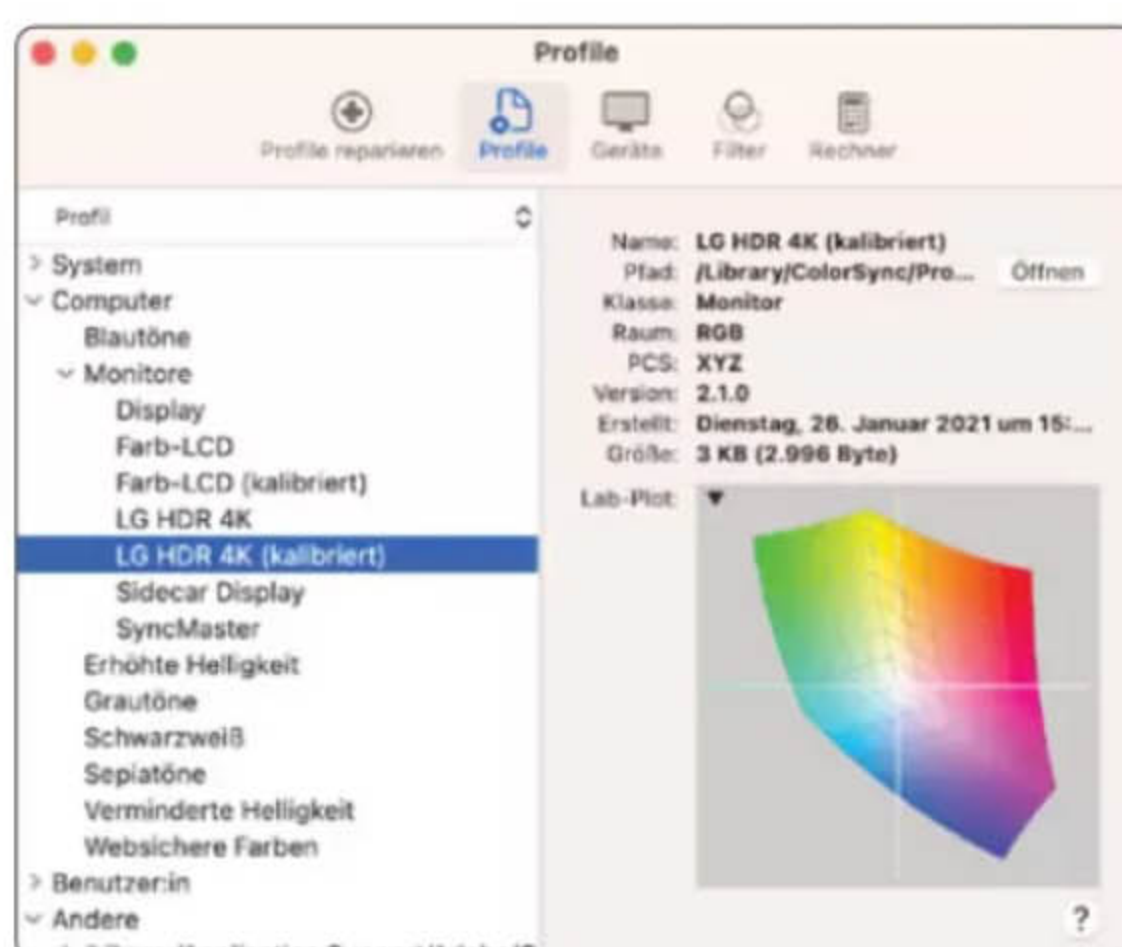 Profile
Profile reparieren
Profile
Geräte
Filter
Rechner
Profil
System
Computer
Blautöne
Monitore
Display
Farb-LCD
Farb-LCD (kalibriert)
LG HDR 4K
LG HDR 4K (kalibriert)
Sidecar Display
SyncMaster
Erhöhte Helligkeit
Grautöne
Schwarzweiß
Sepiatöne
Verminderte Helligkeit
Websichere Farben
Benutzer:in
Andere
Name: LG HDR 4K (kalibriert)
Pfad: /Library/ColorSync/Pro... Öffnen
Klasse: Monitor
Raum: RGB
PCS: XYZ
Version: 2.1.0
Erstellt: Dienstag, 26. Januar 2021 um 15:...
Größe: 3 KB (2.996 Byte)
Lab-Plot:
?